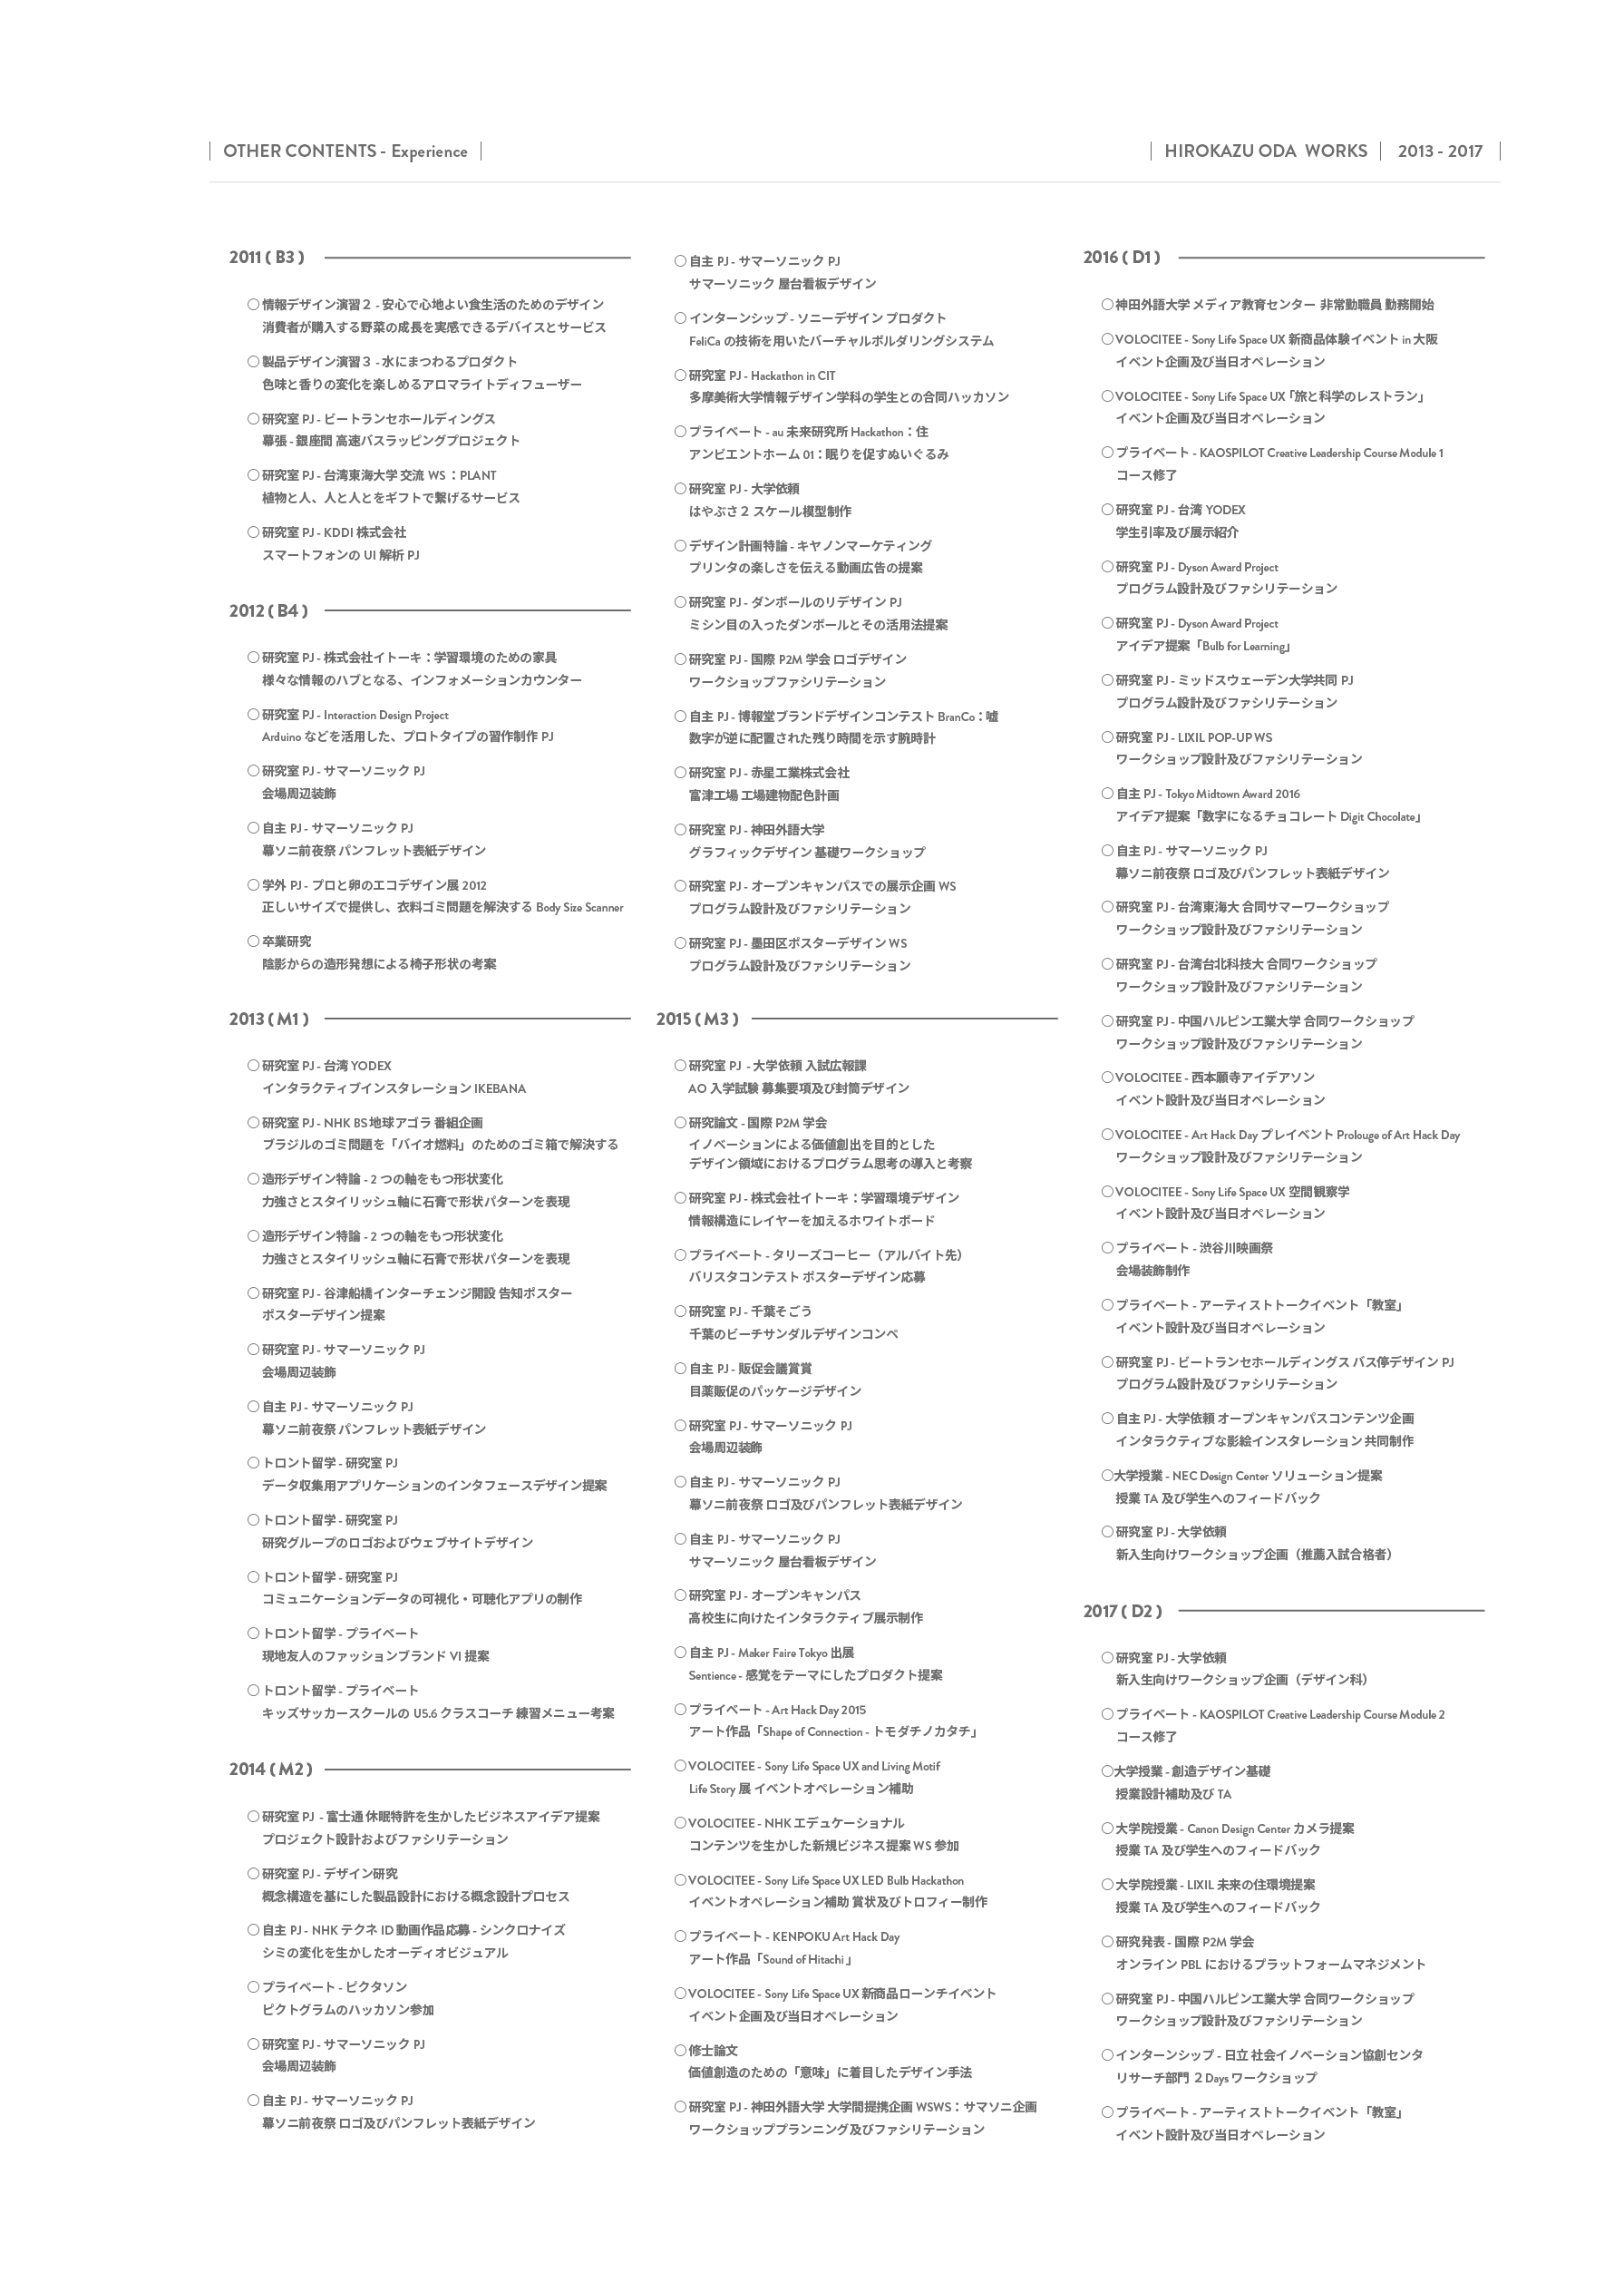 OTHER CONTENTS - Experience
HIROKAZU ODA WORKS
2013 - 2017
2011 ( B3 )
○ 情報デザイン演習２ - 安心で心地よい食生活のためのデザイン
消費者が購入する野菜の成長を実感できるデバイスとサービス
○ 製品デザイン演習３ - 水にまつわるプロダクト
色味と香りの変化を楽しめるアロマライトディフューザー
○ 研究室 PJ - ビートランセホールディングス
幕張 - 銀座間 高速バスラッピングプロジェクト
○ 研究室 PJ - 台湾東海大学 交流 WS ：PLANT
植物と人、人と人とをギフトで繋げるサービス
○ 研究室 PJ - KDDI 株式会社
スマートフォンの UI 解析 PJ
2012 ( B4 )
○ 研究室 PJ - 株式会社イトーキ：学習環境のための家具
様々な情報のハブとなる、インフォメーションカウンター
○ 研究室 PJ - Interaction Design Project
Arduino などを活用した、プロトタイプの習作制作 PJ
○ 研究室 PJ - サマーソニック PJ
会場周辺装飾
○ 自主 PJ - サマーソニック PJ
幕ソニ前夜祭 パンフレット表紙デザイン
○ 学外 PJ - プロと卵のエコデザイン展 2012
正しいサイズで提供し、衣料ゴミ問題を解決する Body Size Scanner
○ 卒業研究
陰影からの造形発想による椅子形状の考案
2013 ( M1 )
○ 研究室 PJ - 台湾 YODEX
インタラクティブインスタレーション IKEBANA
○ 研究室 PJ - NHK BS 地球アゴラ 番組企画
ブラジルのゴミ問題を「バイオ燃料」のためのゴミ箱で解決する
○ 造形デザイン特論 - 2 つの軸をもつ形状変化
力強さとスタイリッシュ軸に石膏で形状パターンを表現
○ 造形デザイン特論 - 2 つの軸をもつ形状変化
力強さとスタイリッシュ軸に石膏で形状パターンを表現
○ 研究室 PJ - 谷津船橋インターチェンジ開設 告知ポスター
ポスターデザイン提案
○ 研究室 PJ - サマーソニック PJ
会場周辺装飾
○ 自主 PJ - サマーソニック PJ
幕ソニ前夜祭 パンフレット表紙デザイン
○ トロント留学 - 研究室 PJ
データ収集用アプリケーションのインタフェースデザイン提案
○ トロント留学 - 研究室 PJ
研究グループのロゴおよびウェブサイトデザイン
○ トロント留学 - 研究室 PJ
コミュニケーションデータの可視化・可聴化アプリの制作
○ トロント留学 - プライベート
現地友人のファッションブランド VI 提案
○ トロント留学 - プライベート
キッズサッカースクールの U5.6 クラスコーチ 練習メニュー考案
2014 ( M2 )
○ 研究室 PJ - 富士通 休眠特許を生かしたビジネスアイデア提案
プロジェクト設計およびファシリテーション
○ 研究室 PJ - デザイン研究
概念構造を基にした製品設計における概念設計プロセス
○ 自主 PJ - NHK テクネ ID 動画作品応募 - シンクロナイズ
シミの変化を生かしたオーディオビジュアル
○ プライベート - ピクタソン
ピクトグラムのハッカソン参加
○ 研究室 PJ - サマーソニック PJ
会場周辺装飾
○ 自主 PJ - サマーソニック PJ
幕ソニ前夜祭 ロゴ及びパンフレット表紙デザイン
○ 自主 PJ - サマーソニック PJ
サマーソニック 屋台看板デザイン
○ インターンシップ - ソニーデザイン プロダクト
FeliCa の技術を用いたバーチャルボルダリングシステム
○ 研究室 PJ - Hackathon in CIT
多摩美術大学情報デザイン学科の学生との合同ハッカソン
○ プライベート - au 未来研究所 Hackathon：住
アンビエントホーム 01：眠りを促すぬいぐるみ
○ 研究室 PJ - 大学依頼
はやぶさ２ スケール模型制作
○ デザイン計画特論 - キヤノンマーケティング
プリンタの楽しさを伝える動画広告の提案
○ 研究室 PJ - ダンボールのリデザイン PJ
ミシン目の入ったダンボールとその活用法提案
○ 研究室 PJ - 国際 P2M 学会 ロゴデザイン
ワークショップファシリテーション
○ 自主 PJ - 博報堂ブランドデザインコンテスト BranCo：嘘
数字が逆に配置された残り時間を示す腕時計
○ 研究室 PJ - 赤星工業株式会社
富津工場 工場建物配色計画
○ 研究室 PJ - 神田外語大学
グラフィックデザイン 基礎ワークショップ
○ 研究室 PJ - オープンキャンパスでの展示企画 WS
プログラム設計及びファシリテーション
○ 研究室 PJ - 墨田区ポスターデザイン WS
プログラム設計及びファシリテーション
2015 ( M3 )
○ 研究室 PJ - 大学依頼 入試広報課
AO 入学試験 募集要項及び封筒デザイン
○ 研究論文 - 国際 P2M 学会
イノベーションによる価値創出を目的とした
デザイン領域におけるプログラム思考の導入と考察
○ 研究室 PJ - 株式会社イトーキ：学習環境デザイン
情報構造にレイヤーを加えるホワイトボード
○ プライベート - タリーズコーヒー（アルバイト先）
バリスタコンテスト ポスターデザイン応募
○ 研究室 PJ - 千葉そごう
千葉のビーチサンダルデザインコンペ
○ 自主 PJ - 販促会議賞賞
目薬販促のパッケージデザイン
○ 研究室 PJ - サマーソニック PJ
会場周辺装飾
○ 自主 PJ - サマーソニック PJ
幕ソニ前夜祭 ロゴ及びパンフレット表紙デザイン
○ 自主 PJ - サマーソニック PJ
サマーソニック 屋台看板デザイン
○ 研究室 PJ - オープンキャンパス
高校生に向けたインタラクティブ展示制作
○ 自主 PJ - Maker Faire Tokyo 出展
Sentience - 感覚をテーマにしたプロダクト提案
○ プライベート - Art Hack Day 2015
アート作品「Shape of Connection - トモダチノカタチ」
○ VOLOCITEE - Sony Life Space UX and Living Motif
Life Story 展 イベントオペレーション補助
○ VOLOCITEE - NHK エデュケーショナル
コンテンツを生かした新規ビジネス提案 WS 参加
○ VOLOCITEE - Sony Life Space UX LED Bulb Hackathon
イベントオペレーション補助 賞状及びトロフィー制作
○ プライベート - KENPOKU Art Hack Day
アート作品「Sound of Hitachi 」
○ VOLOCITEE - Sony Life Space UX 新商品ローンチイベント
イベント企画及び当日オペレーション
○ 修士論文
価値創造のための「意味」に着目したデザイン手法
○ 研究室 PJ - 神田外語大学 大学間提携企画 WSWS：サマソニ企画
ワークショッププランニング及びファシリテーション
2016 ( D1 )
○ 神田外語大学 メディア教育センター 非常勤職員 勤務開始
○ VOLOCITEE - Sony Life Space UX 新商品体験イベント in 大阪
イベント企画及び当日オペレーション
○ VOLOCITEE - Sony Life Space UX「旅と科学のレストラン」
イベント企画及び当日オペレーション
○ プライベート - KAOSPILOT Creative Leadership Course Module 1
コース修了
○ 研究室 PJ - 台湾 YODEX
学生引率及び展示紹介
○ 研究室 PJ - Dyson Award Project
プログラム設計及びファシリテーション
○ 研究室 PJ - Dyson Award Project
アイデア提案「Bulb for Learning」
○ 研究室 PJ - ミッドスウェーデン大学共同 PJ
プログラム設計及びファシリテーション
○ 研究室 PJ - LIXIL POP-UP WS
ワークショップ設計及びファシリテーション
○ 自主 PJ - Tokyo Midtown Award 2016
アイデア提案「数字になるチョコレート Digit Chocolate」
○ 自主 PJ - サマーソニック PJ
幕ソニ前夜祭 ロゴ及びパンフレット表紙デザイン
○ 研究室 PJ - 台湾東海大 合同サマーワークショップ
ワークショップ設計及びファシリテーション
○ 研究室 PJ - 台湾台北科技大 合同ワークショップ
ワークショップ設計及びファシリテーション
○ 研究室 PJ - 中国ハルピン工業大学 合同ワークショップ
ワークショップ設計及びファシリテーション
○ VOLOCITEE - 西本願寺アイデアソン
イベント設計及び当日オペレーション
○ VOLOCITEE - Art Hack Day プレイベント Prolouge of Art Hack Day
ワークショップ設計及びファシリテーション
○ VOLOCITEE - Sony Life Space UX 空間観察学
イベント設計及び当日オペレーション
○ プライベート - 渋谷川映画祭
会場装飾制作
○ プライベート - アーティストトークイベント「教室」
イベント設計及び当日オペレーション
○ 研究室 PJ - ビートランセホールディングス バス停デザイン PJ
プログラム設計及びファシリテーション
○ 自主 PJ - 大学依頼 オープンキャンパスコンテンツ企画
インタラクティブな影絵インスタレーション 共同制作
○大学授業 - NEC Design Center ソリューション提案
授業 TA 及び学生へのフィードバック
○ 研究室 PJ - 大学依頼
新入生向けワークショップ企画（推薦入試合格者）
2017 ( D2 )
○ 研究室 PJ - 大学依頼
新入生向けワークショップ企画（デザイン科）
○ プライベート - KAOSPILOT Creative Leadership Course Module 2
コース修了
○大学授業 - 創造デザイン基礎
授業設計補助及び TA
○ 大学院授業 - Canon Design Center カメラ提案
授業 TA 及び学生へのフィードバック
○ 大学院授業 - LIXIL 未来の住環境提案
授業 TA 及び学生へのフィードバック
○ 研究発表 - 国際 P2M 学会
オンライン PBL におけるプラットフォームマネジメント
○ 研究室 PJ - 中国ハルピン工業大学 合同ワークショップ
ワークショップ設計及びファシリテーション
○ インターンシップ - 日立 社会イノベーション協創センタ
リサーチ部門 ２Days ワークショップ
○ プライベート - アーティストトークイベント「教室」
イベント設計及び当日オペレーション